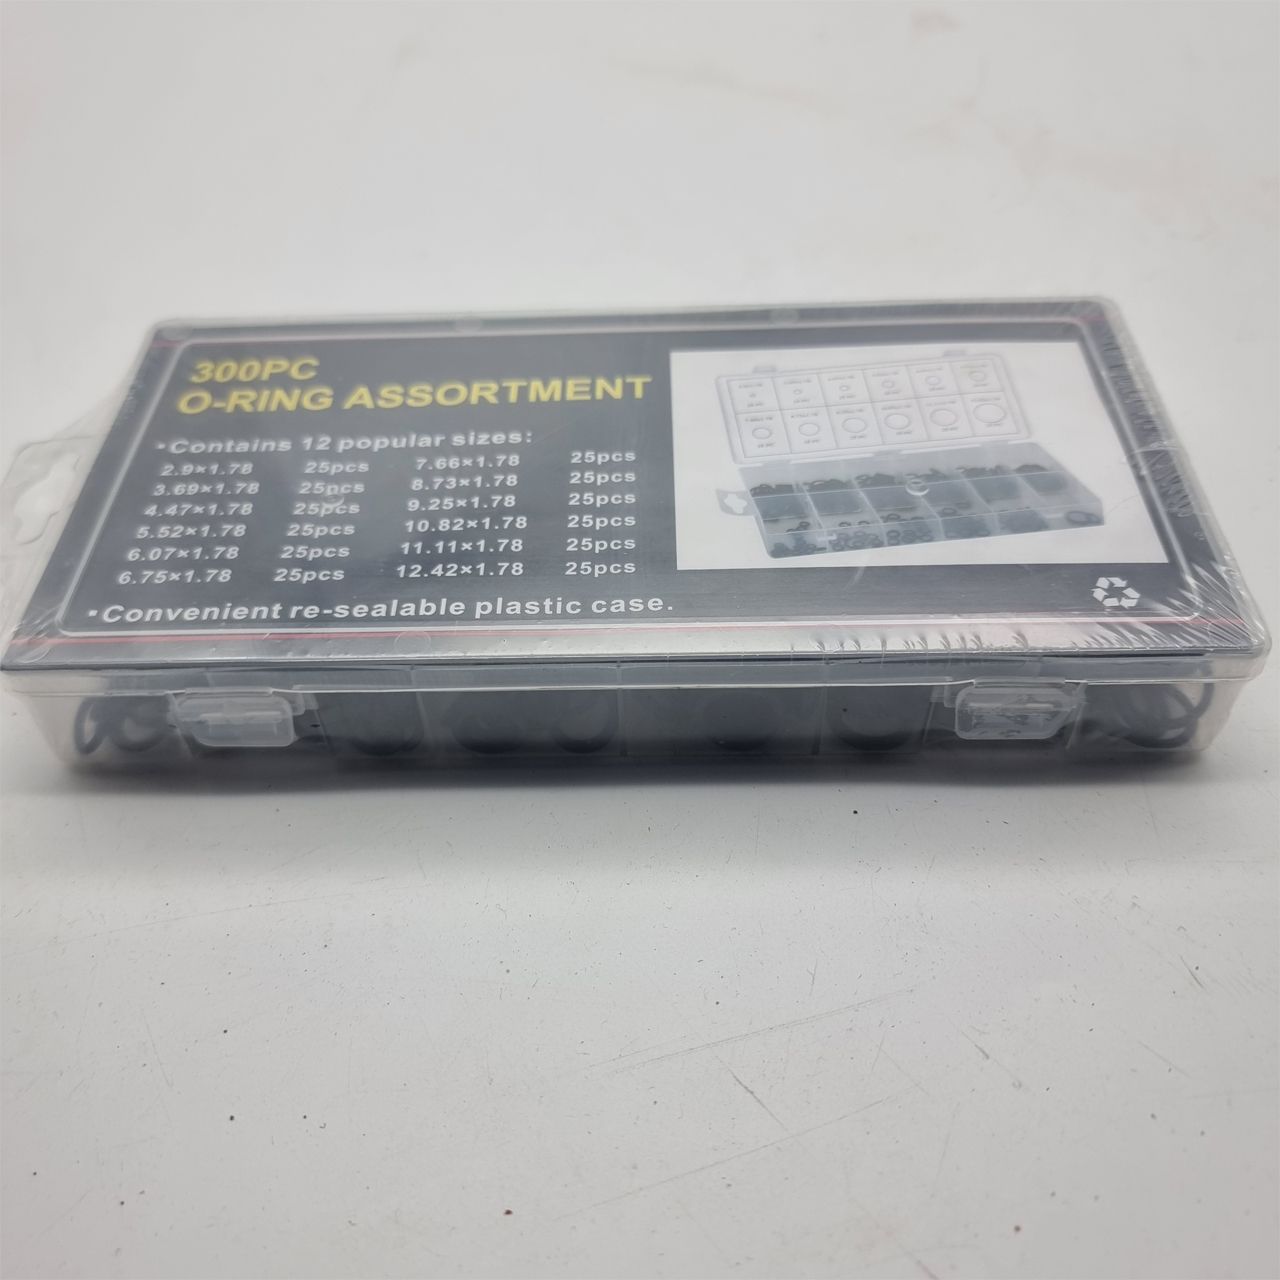 300PC
O-RING ASSORTMENT
•Contains 12 popular sizes:
2.9×1.78 25pcs 7.66×1.78 25pcs
3.69×1.78 25pcs 8.73×1.78 25pcs
4.47×1.78 25pcs 9.25×1.78 25pcs
5.52×1.78 25pcs 10.82×1.78 25pcs
6.07×1.78 25pcs 11.11×1.78 25pcs
6.75×1.78 25pcs 12.42×1.78 25pcs
▪Convenient re-sealable plastic case.